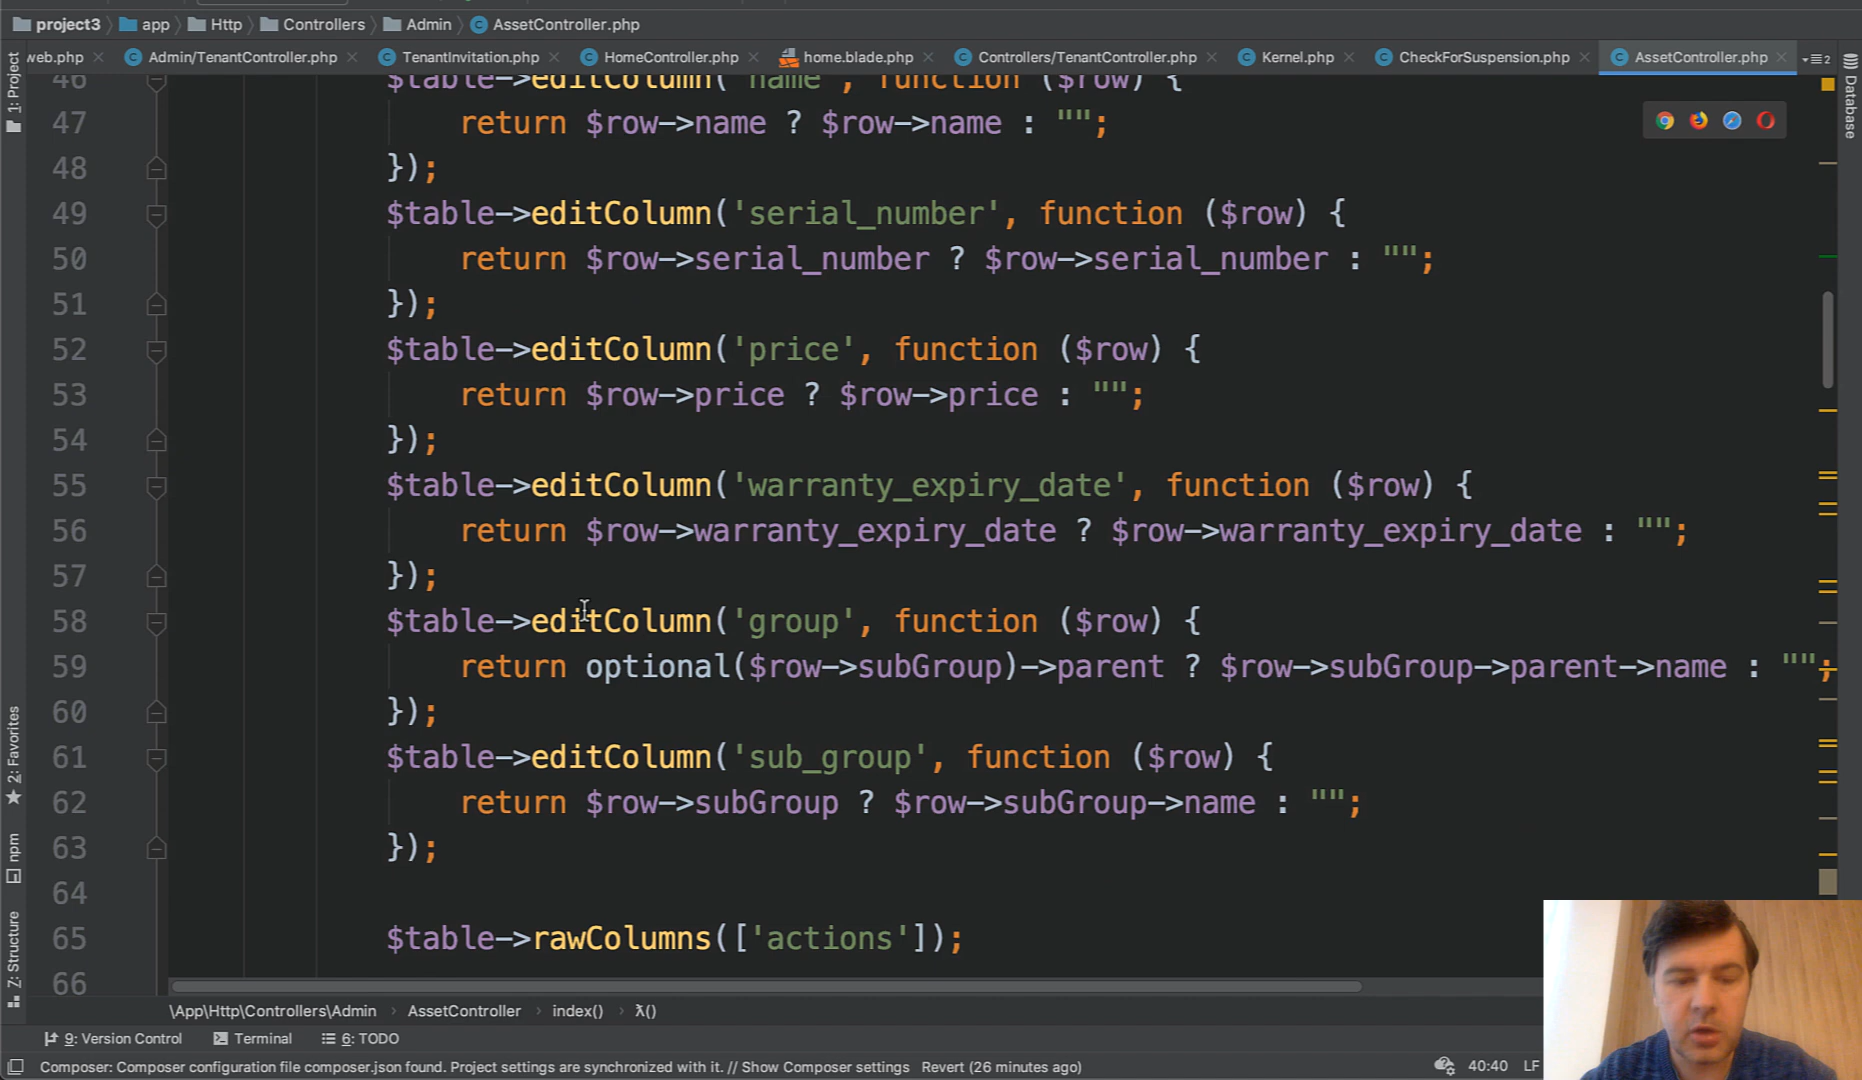 project3 app Http Controllers Admin AssetController.php
web.php Admin/TenantController.php TenantInvitation.php HomeController.php home.blade.php Controllers/TenantController.php Kernel.php CheckForSuspension.php AssetController.php 2
1: Project
2: Favorites
npm
Z: Structure
Database
46 $table->editColumn('name', function ($row) {
47 return $row->name ? $row->name : "";
48 });
49 $table->editColumn('serial_number', function ($row) {
50 return $row->serial_number ? $row->serial_number : "";
51 });
52 $table->editColumn('price', function ($row) {
53 return $row->price ? $row->price : "";
54 });
55 $table->editColumn('warranty_expiry_date', function ($row) {
56 return $row->warranty_expiry_date ? $row->warranty_expiry_date : "";
57 });
58 $table->editColumn('group', function ($row) {
59 return optional($row->subGroup)->parent ? $row->subGroup->parent->name : "";
60 });
61 $table->editColumn('sub_group', function ($row) {
62 return $row->subGroup ? $row->subGroup->name : "";
63 });
64
65 $table->rawColumns(['actions']);
66
\App\Http\Controllers\Admin AssetController index() λ()
9: Version Control Terminal 6: TODO
Composer: Composer configuration file composer.json found. Project settings are synchronized with it. // Show Composer settings Revert (26 minutes ago) 40:40 LF